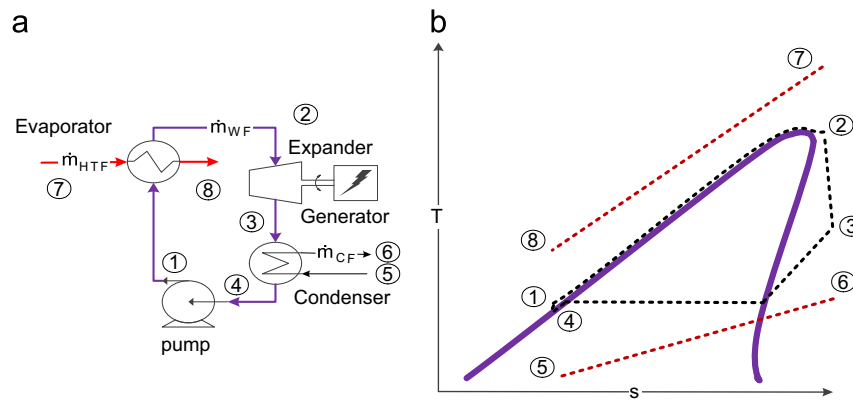 a
b
⑦
②
②
ṁWF
Evaporator
Expander
ṁHTF
⑦
⑧
T
Generator
③
③
⑧
ṁCF
⑥
⑥
⑤
①
④
①
Condenser
④
pump
⑤
s